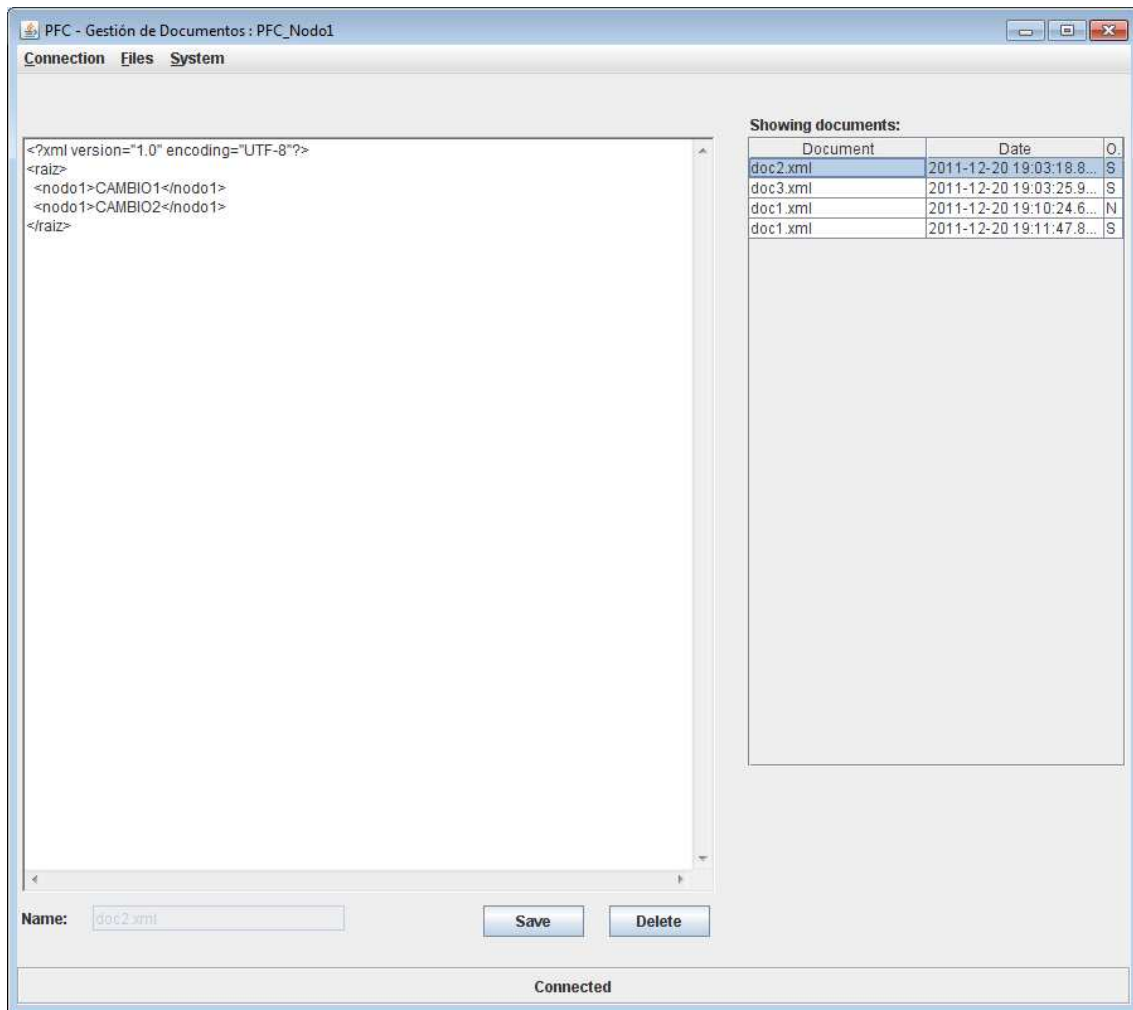 PFC - Gestión de Documentos : PFC_Nodo1
Connection Files System
Showing documents:
<?xml version="1.0" encoding="UTF-8"?>
<raiz>
<nodo1>CAMBIO1</nodo1>
<nodo1>CAMBIO2</nodo1>
</raiz>
Document Date O.
doc2.xml 2011-12-20 19:03:18.8... S
doc3.xml 2011-12-20 19:03:25.9... S
doc1.xml 2011-12-20 19:10:24.6... N
doc1.xml 2011-12-20 19:11:47.8... S
Name: doc2.xml Save Delete
Connected